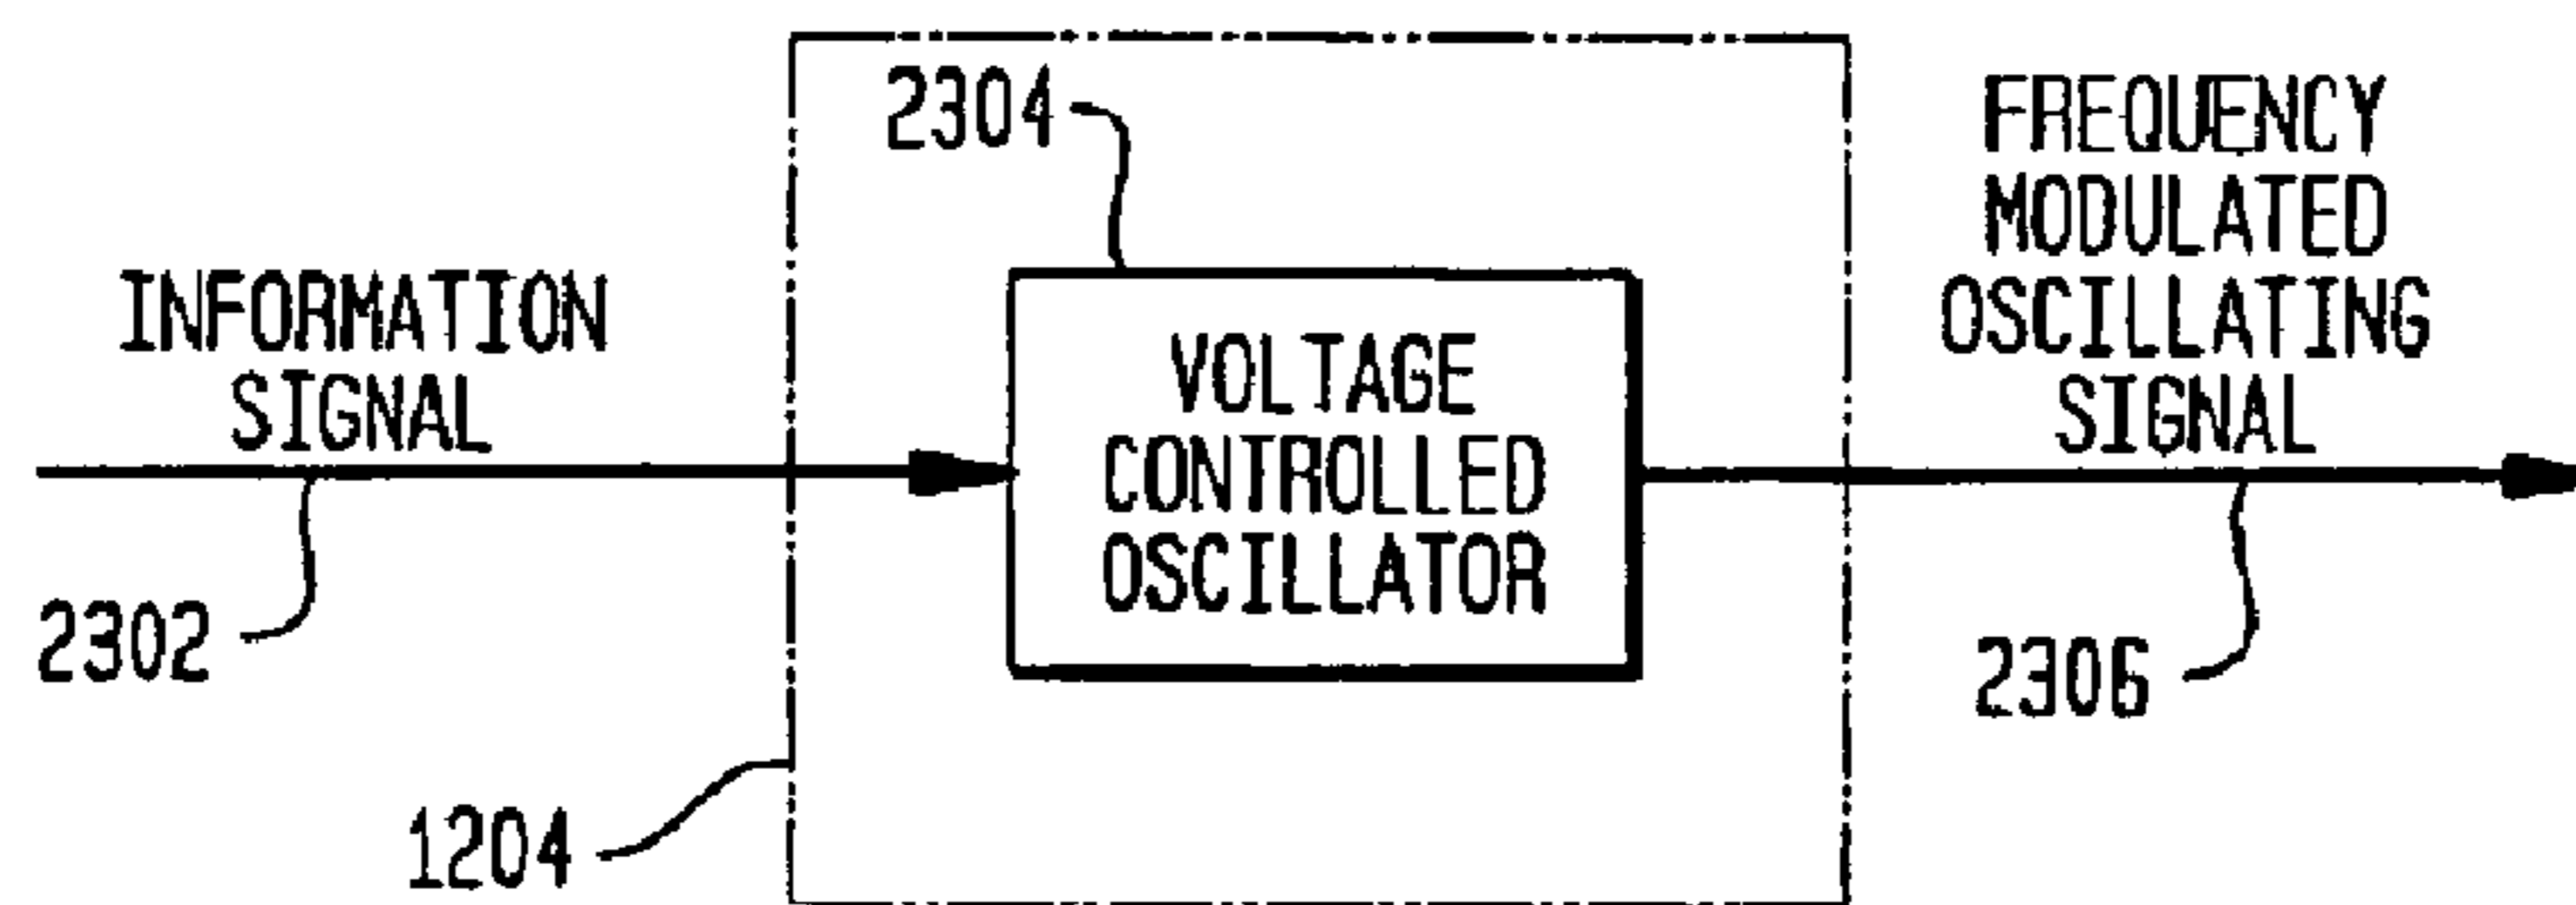 2304
FREQUENCY
MODULATED
OSCILLATING
SIGNAL
INFORMATION
SIGNAL
VOLTAGE
CONTROLLED
OSCILLATOR
2302
2306
1204